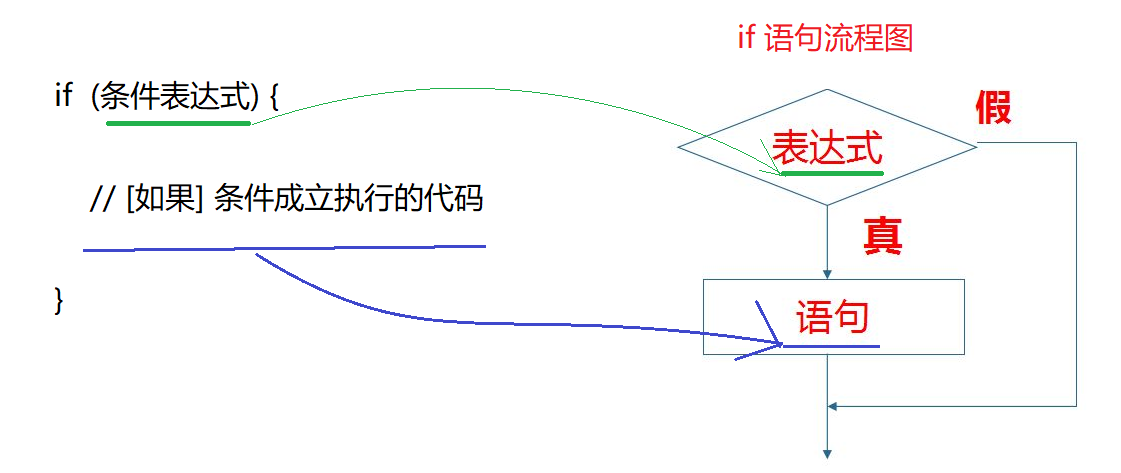 if 语句流程图
if (条件表达式) {
// [如果] 条件成立执行的代码
}
表达式
假
真
语句